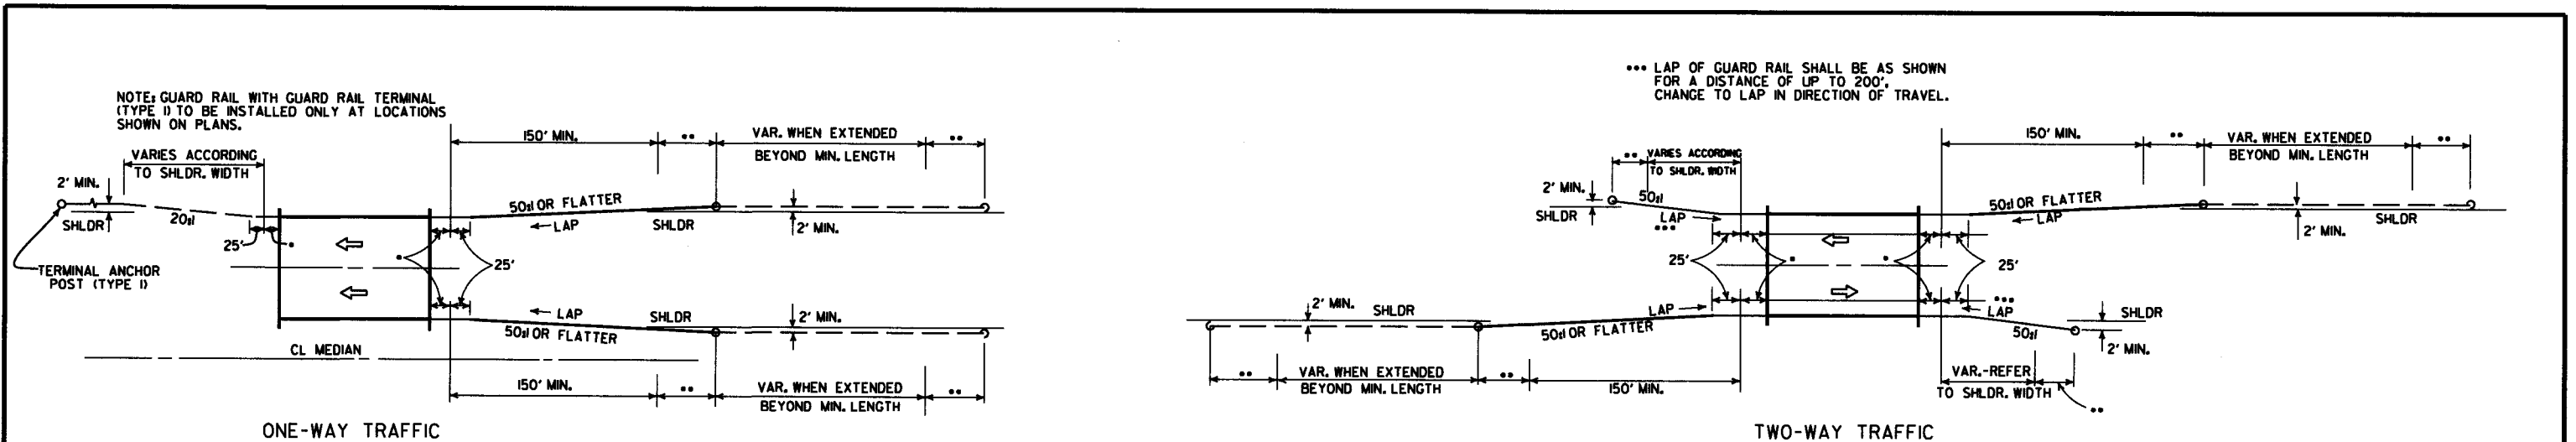 NOTE: GUARD RAIL WITH GUARD RAIL TERMINAL
(TYPE I) TO BE INSTALLED ONLY AT LOCATIONS
SHOWN ON PLANS.
150' MIN.
••
VAR. WHEN EXTENDED
BEYOND MIN. LENGTH
••
VARIES ACCORDING
TO SHLDR. WIDTH
2' MIN.
SHLDR
20:1
25'
•
TERMINAL ANCHOR
POST (TYPE I)
50:1 OR FLATTER
LAP
SHLDR
2' MIN.
•
25'
LAP
50:1 OR FLATTER
SHLDR
2' MIN.
CL MEDIAN
150' MIN.
••
VAR. WHEN EXTENDED
BEYOND MIN. LENGTH
••
ONE-WAY TRAFFIC
••• LAP OF GUARD RAIL SHALL BE AS SHOWN
FOR A DISTANCE OF UP TO 200',
CHANGE TO LAP IN DIRECTION OF TRAVEL.
150' MIN.
••
VAR. WHEN EXTENDED
BEYOND MIN. LENGTH
••
••
VARIES ACCORDING
TO SHLDR. WIDTH
2' MIN.
SHLDR
50:1
LAP
•••
50:1 OR FLATTER
LAP
SHLDR
2' MIN.
25'
•
•
25'
2' MIN.
SHLDR
LAP
50:1 OR FLATTER
•••
LAP
50:1
SHLDR
2' MIN.
••
VAR. WHEN EXTENDED
BEYOND MIN. LENGTH
••
150' MIN.
VAR.-REFER
TO SHLDR. WIDTH
••
TWO-WAY TRAFFIC